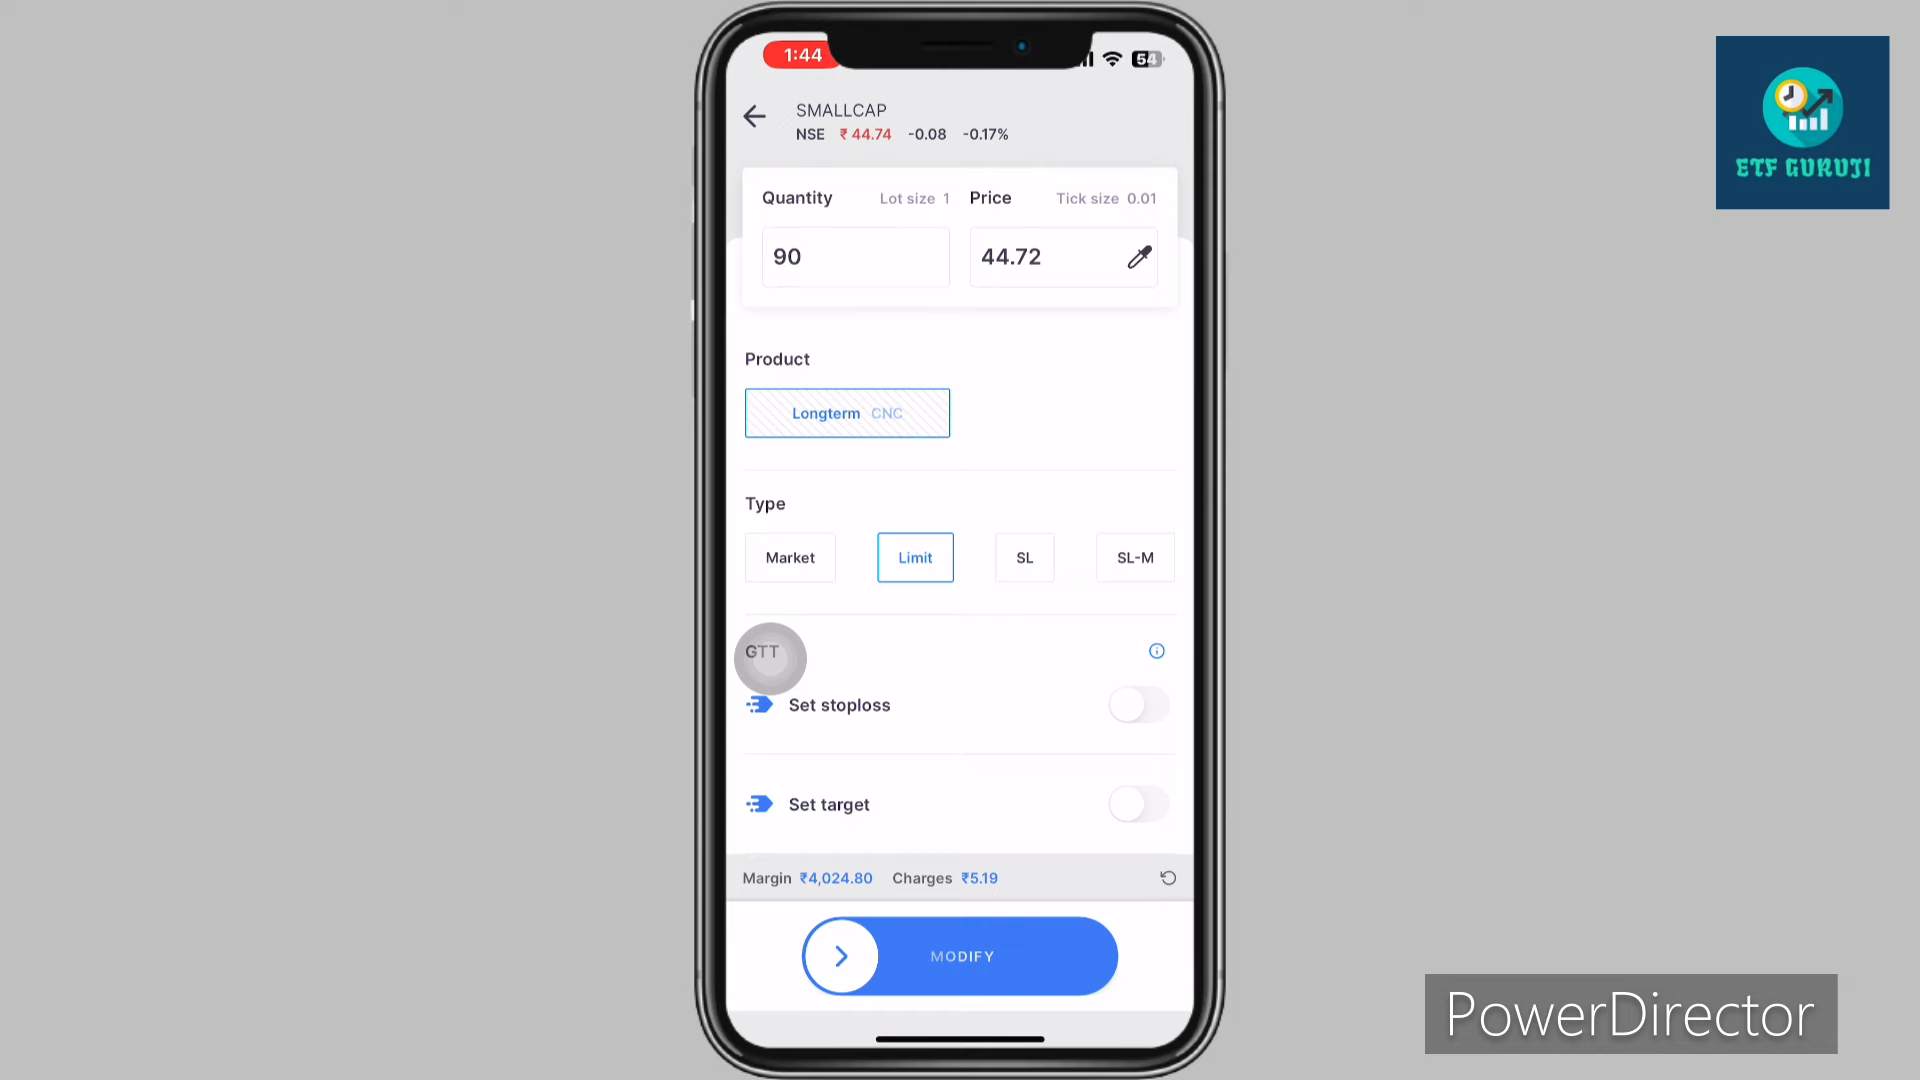 1:44
54
SMALLCAP
NSE ₹ 44.74 -0.08 -0.17%
Quantity Lot size 1 Price Tick size 0.01
90 44.72
Product
Longterm CNC
Type
Market Limit SL SL-M
GTT
Set stoploss
Set target
Margin ₹4,024.80 Charges ₹5.19
MODIFY
ETF GURUJI
PowerDirector